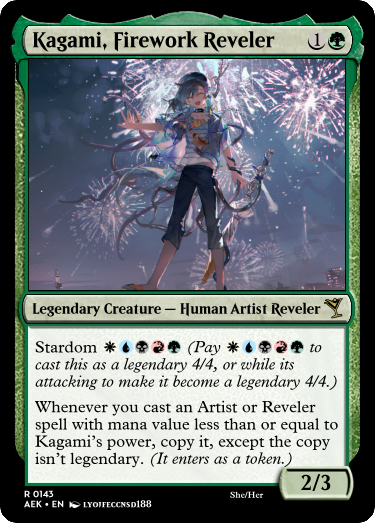 Kagami, Firework Reveler 1
Legendary Creature — Human Artist Reveler
Stardom (Pay to
cast this as a legendary 4/4, or while its
attacking to make it become a legendary 4/4.)
Whenever you cast an Artist or Reveler
spell with mana value less than or equal to
Kagami's power, copy it, except the copy
isn't legendary. (It enters as a token.)
2/3
R 0143
AEK • EN LYOJFECCNSD188
She/Her